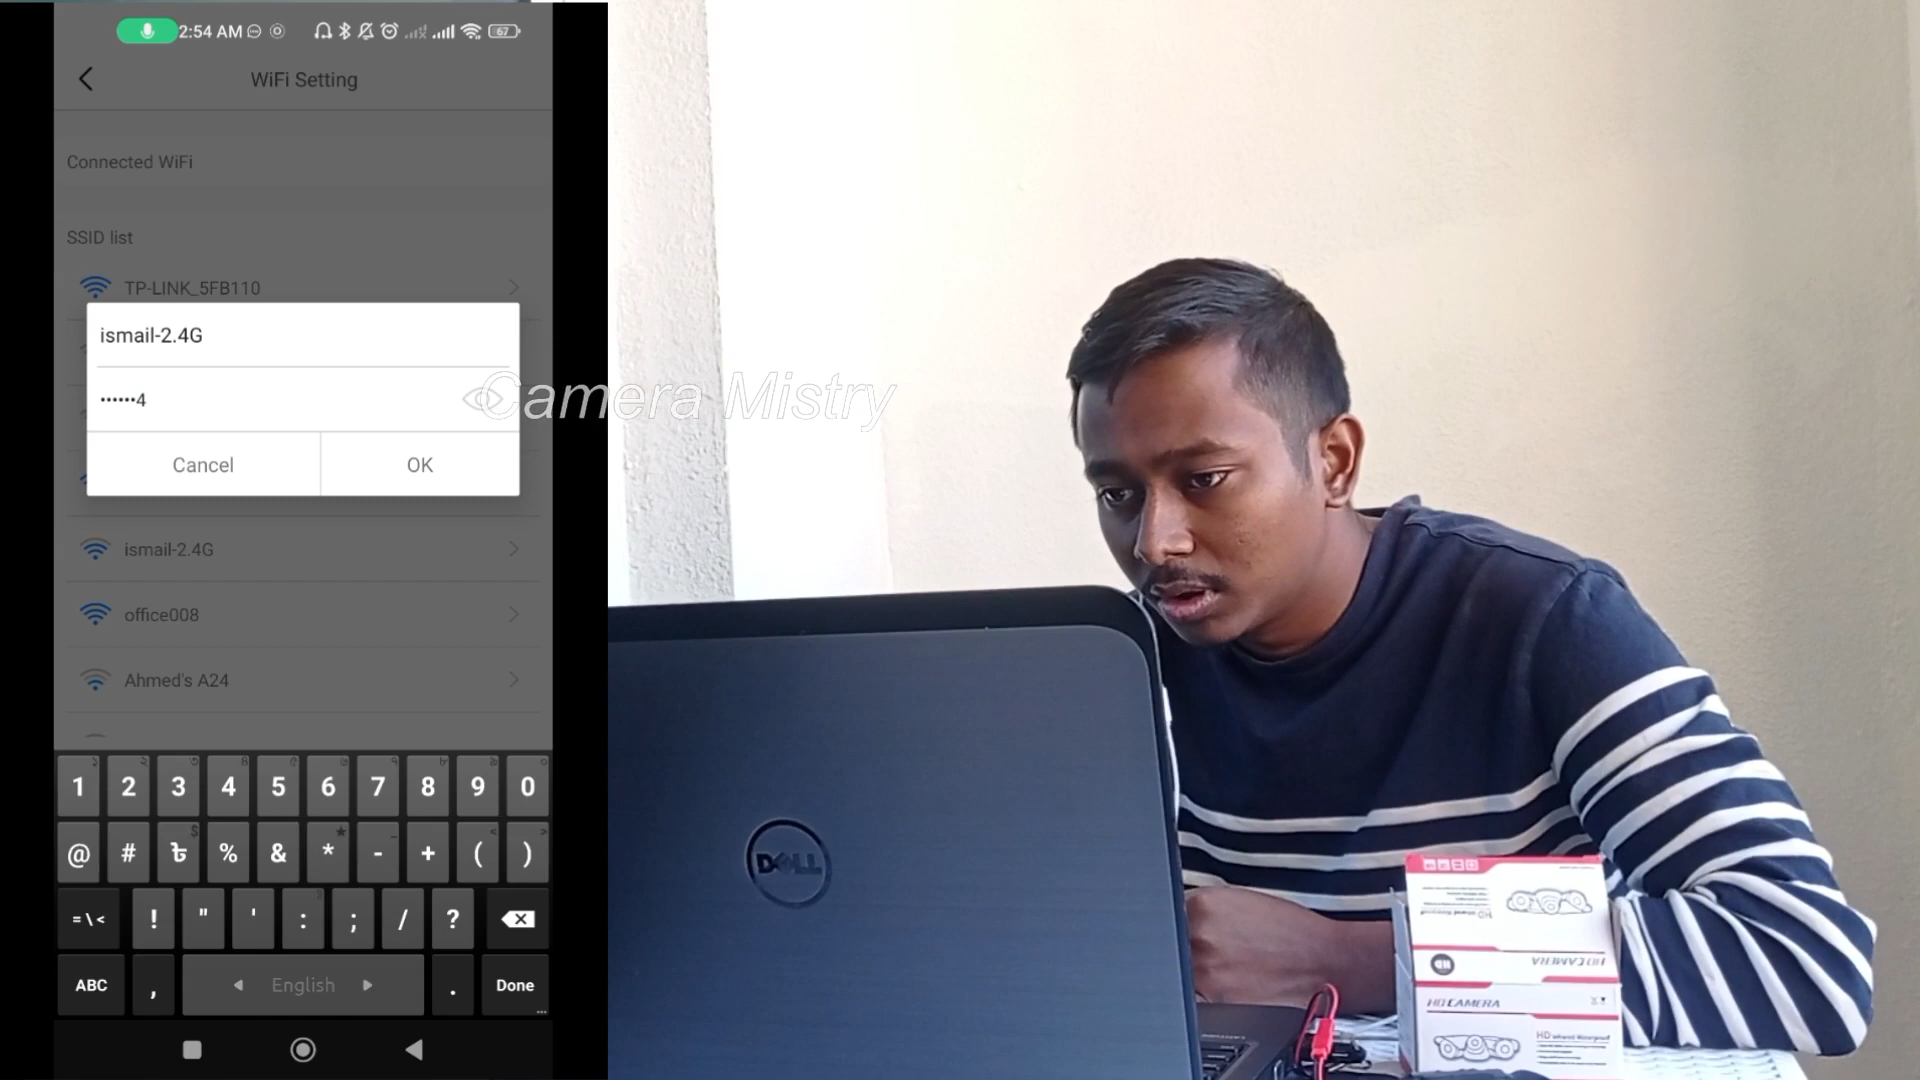 2:54 AM
67
WiFi Setting
Connected WiFi
SSID list
TP-LINK_5FB110
ismail-2.4G
••••••4
Cancel
OK
ismail-2.4G
office008
Ahmed's A24
1 2 3 4 5 6 7 8 9 0
@ # ৳ % & * - + ( )
=\< ! " ' : ; / ?
ABC , English . Done
Camera Mistry
DELL
HD CAMERA
HD CAMERA
HD